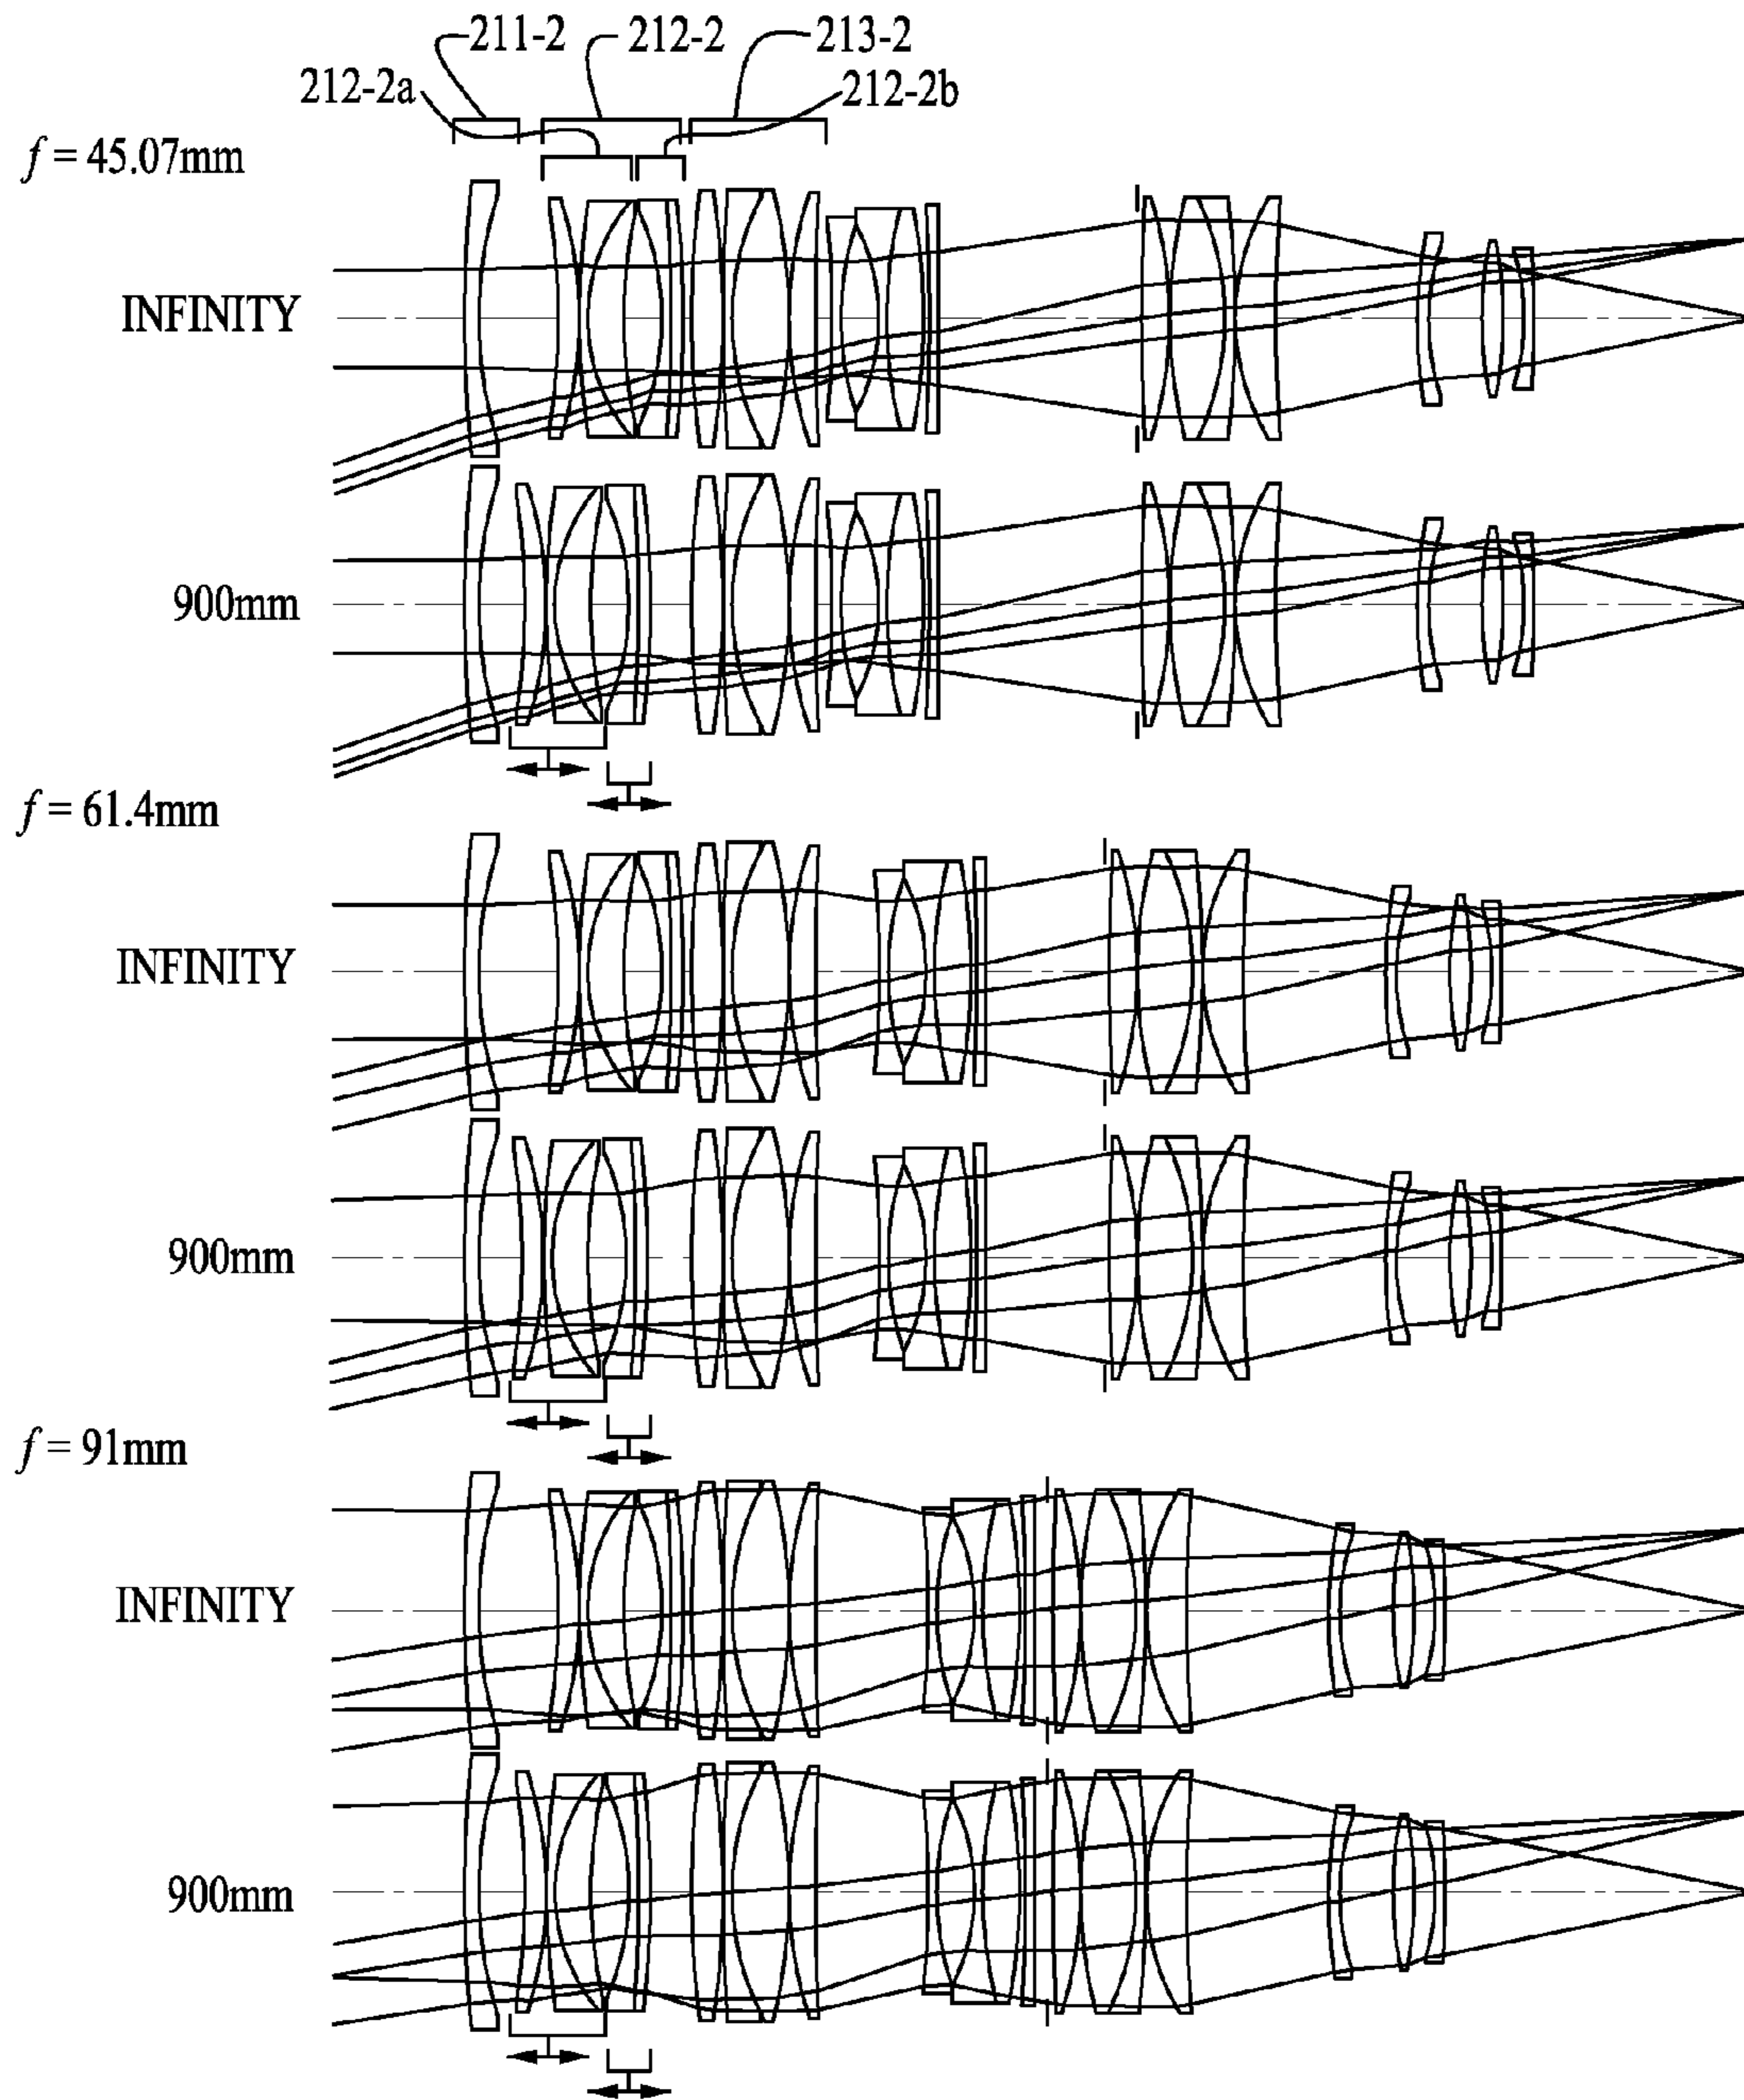 211-2 212-2 213-2
212-2a 212-2b
f = 45.07mm
INFINITY
900mm
f = 61.4mm
INFINITY
900mm
f = 91mm
INFINITY
900mm